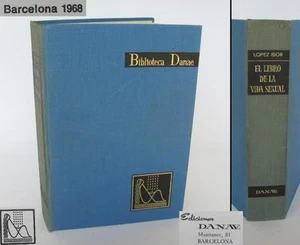 Barcelona 1968
Biblioteca Danae
LOPEZ IBOR
EL LIBRO
DE LA
VIDA SEXUAL
DANAE
Ediciones
DANAE
Muntaner, 81
BARCELONA